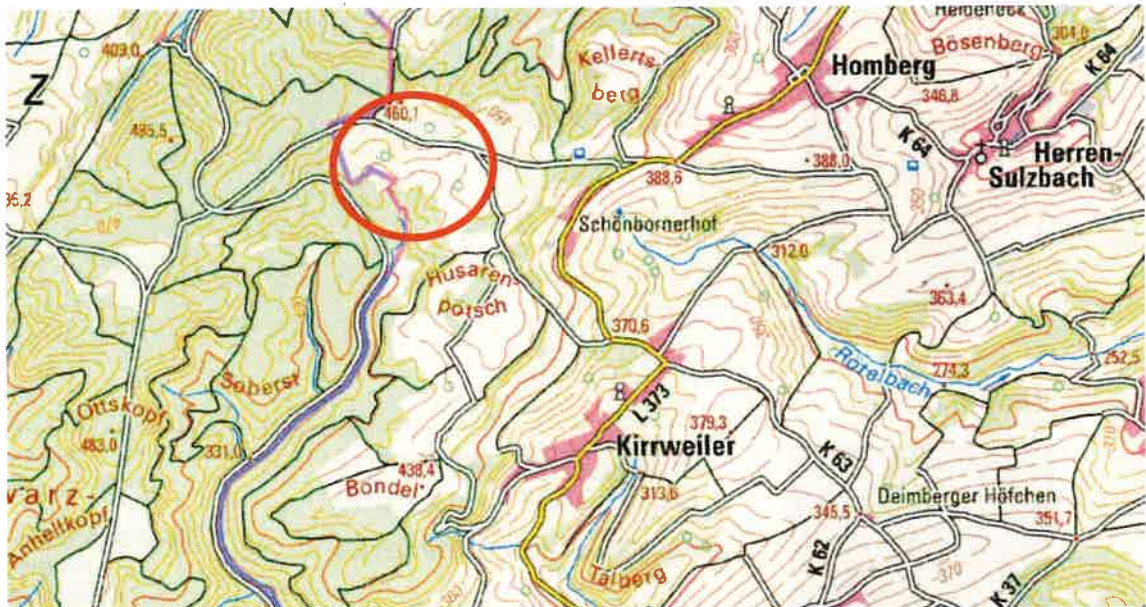 409,0
Z
485,5
460,1
Kellerts
berg
Homberg
Bösenberg
304,0
K 64
346,8
K 64
Herren-
Sulzbach
388,0
388,6
Schönbornerhof
312,0
Husaren-
potsch
363,4
370,6
Rötelbach
274,3
252,5
Soberst
Ottskopf
483,0
331,0
L 373
379,3
Kirrweiler
438,4
Bondel
K 63
313,6
Deimberger Höfchen
345,5
351,7
varz-
Anheltkopf
K 62
Talberg
370
K 37